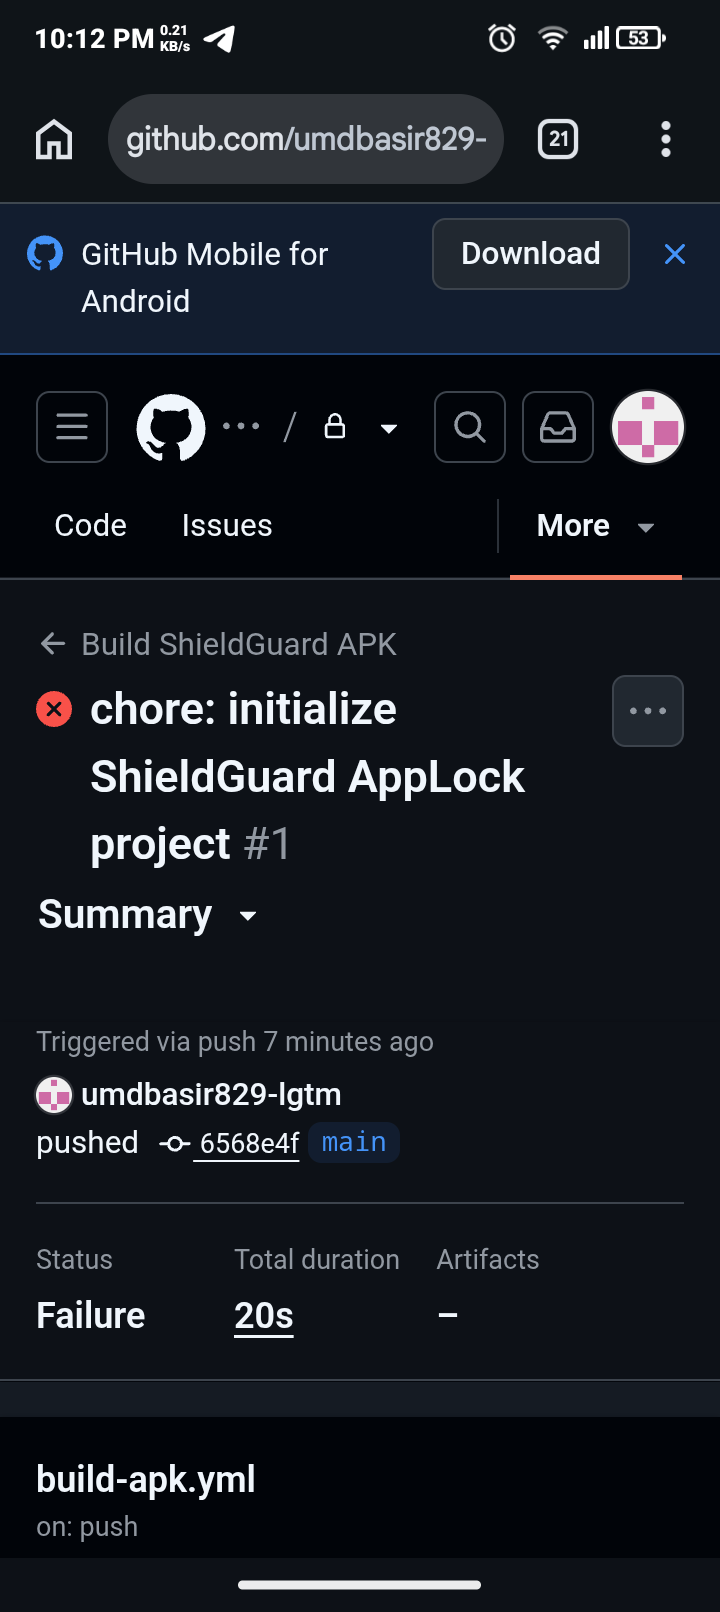 10:12 PM 0.21 KB/s 53
github.com/umdbasir829- 21
GitHub Mobile for
Android
Download
/
Code Issues More
Build ShieldGuard APK
chore: initialize
ShieldGuard AppLock
project #1
Summary
Triggered via push 7 minutes ago
umdbasir829-lgtm
pushed 6568e4f main
Status Total duration Artifacts
Failure 20s –
build-apk.yml
on: push